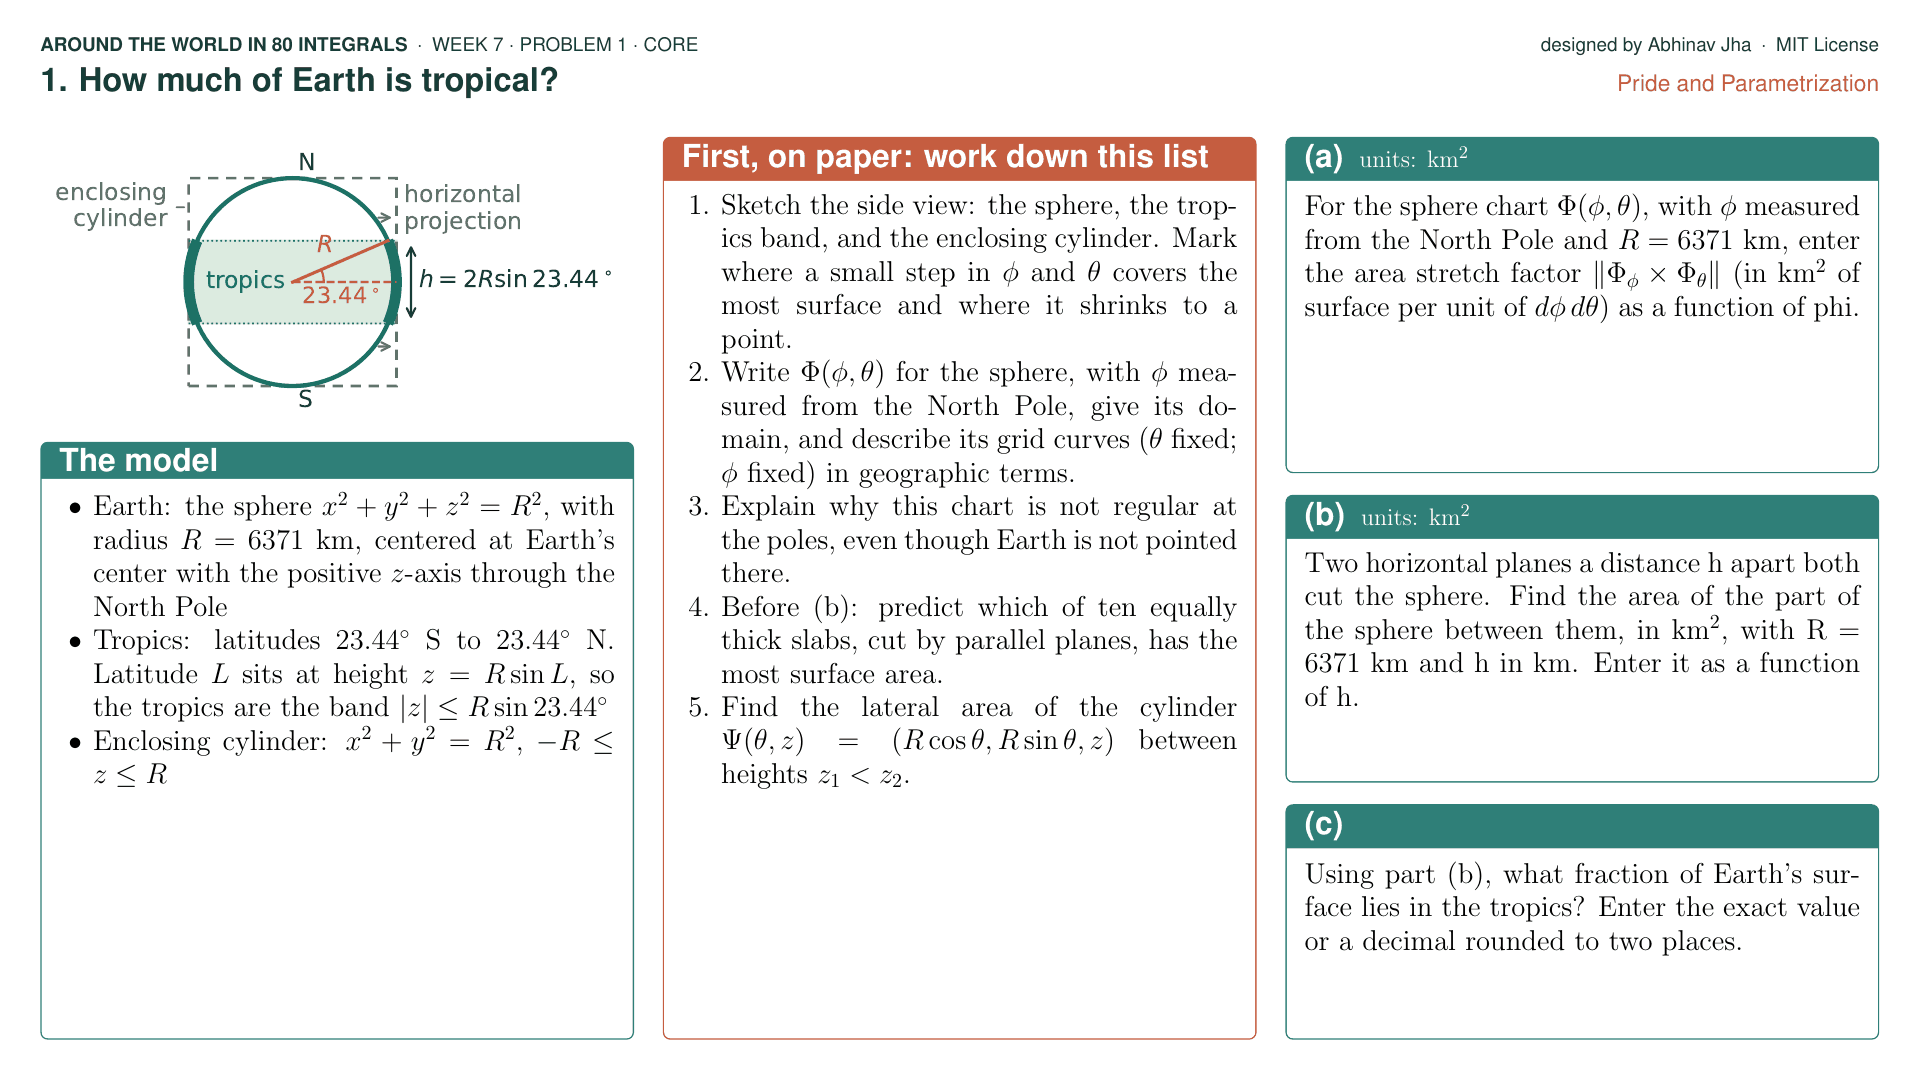 AROUND THE WORLD IN 80 INTEGRALS · WEEK 7 · PROBLEM 1 · CORE
designed by Abhinav Jha · MIT License
1. How much of Earth is tropical?
Pride and Parametrization
N
enclosing
cylinder
horizontal
projection
R
tropics
23.44°
h = 2R sin 23.44°
S
The model
• Earth: the sphere x² + y² + z² = R², with
radius R = 6371 km, centered at Earth's
center with the positive z-axis through the
North Pole
• Tropics: latitudes 23.44° S to 23.44° N.
Latitude L sits at height z = R sin L, so
the tropics are the band |z| ≤ R sin 23.44°
• Enclosing cylinder: x² + y² = R², −R ≤
z ≤ R
First, on paper: work down this list
1. Sketch the side view: the sphere, the trop-
ics band, and the enclosing cylinder. Mark
where a small step in ϕ and θ covers the
most surface and where it shrinks to a
point.
2. Write Φ(ϕ, θ) for the sphere, with ϕ mea-
sured from the North Pole, give its do-
main, and describe its grid curves (θ fixed;
ϕ fixed) in geographic terms.
3. Explain why this chart is not regular at
the poles, even though Earth is not pointed
there.
4. Before (b): predict which of ten equally
thick slabs, cut by parallel planes, has the
most surface area.
5. Find the lateral area of the cylinder
Ψ(θ, z) = (R cos θ, R sin θ, z) between
heights z₁ < z₂.
(a) units: km²
For the sphere chart Φ(ϕ, θ), with ϕ measured
from the North Pole and R = 6371 km, enter
the area stretch factor ‖Φ_ϕ × Φ_θ‖ (in km² of
surface per unit of dϕ dθ) as a function of phi.
(b) units: km²
Two horizontal planes a distance h apart both
cut the sphere. Find the area of the part of
the sphere between them, in km², with R =
6371 km and h in km. Enter it as a function
of h.
(c)
Using part (b), what fraction of Earth's sur-
face lies in the tropics? Enter the exact value
or a decimal rounded to two places.